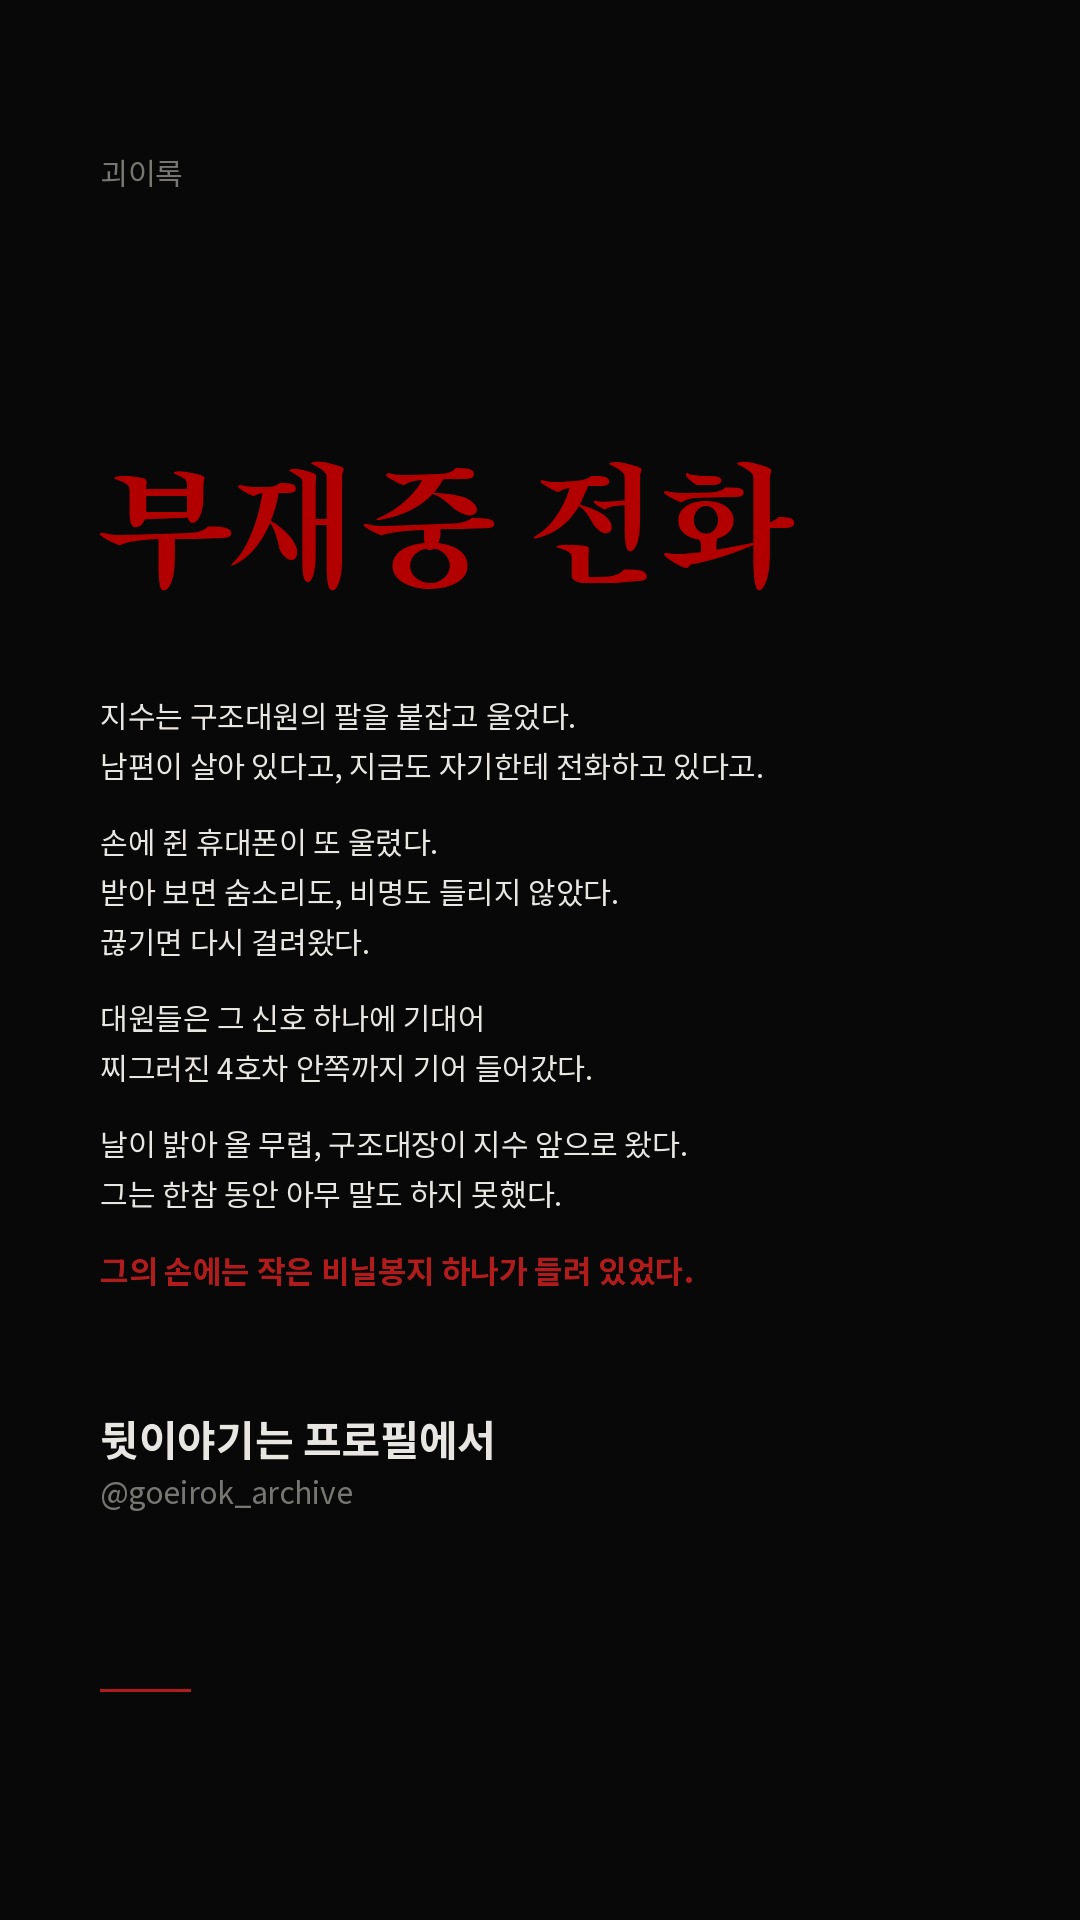 괴이록
부재중 전화
지수는 구조대원의 팔을 붙잡고 울었다.
남편이 살아 있다고, 지금도 자기한테 전화하고 있다고.
손에 쥔 휴대폰이 또 울렸다.
받아 보면 숨소리도, 비명도 들리지 않았다.
끊기면 다시 걸려왔다.
대원들은 그 신호 하나에 기대어
찌그러진 4호차 안쪽까지 기어 들어갔다.
날이 밝아 올 무렵, 구조대장이 지수 앞으로 왔다.
그는 한참 동안 아무 말도 하지 못했다.
그의 손에는 작은 비닐봉지 하나가 들려 있었다.
뒷이야기는 프로필에서
@goeirok_archive